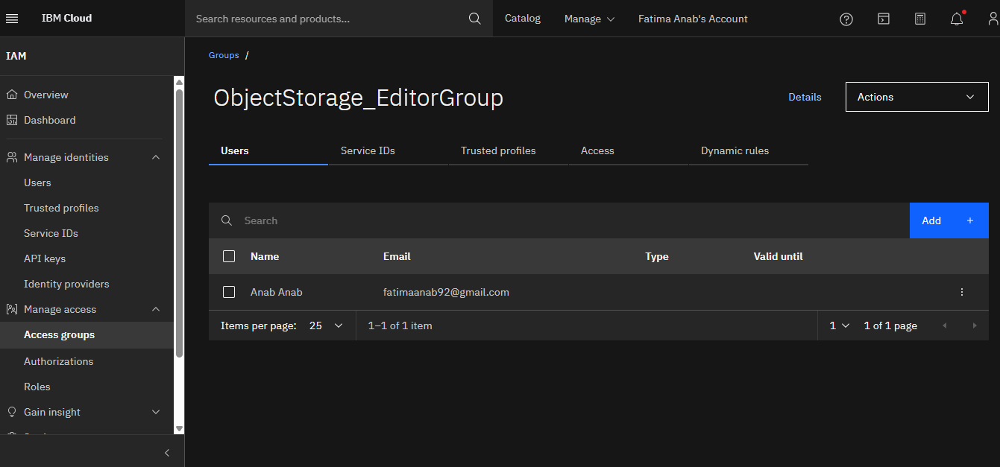 IBM Cloud
Search resources and products...
Catalog
Manage
Fatima Anab's Account
IAM
Overview
Dashboard
Manage identities
Users
Trusted profiles
Service IDs
API keys
Identity providers
Manage access
Access groups
Authorizations
Roles
Gain insight
Groups /
ObjectStorage_EditorGroup
Details
Actions
Users
Service IDs
Trusted profiles
Access
Dynamic rules
Search
Add +
Name Email Type Valid until
Anab Anab fatimaanab92@gmail.com
Items per page: 25 1–1 of 1 item 1 1 of 1 page